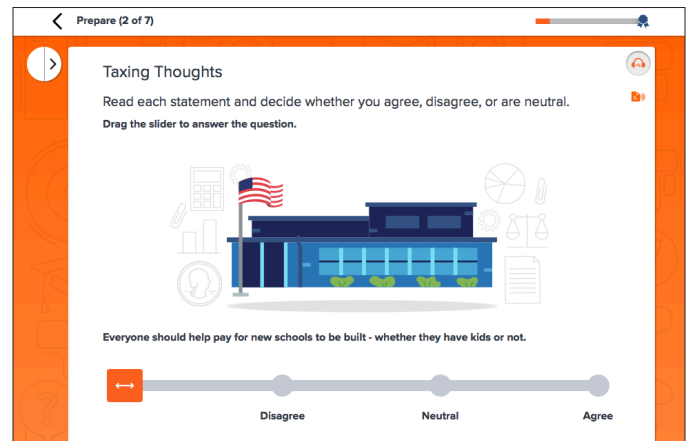 Prepare (2 of 7)
Taxing Thoughts
Read each statement and decide whether you agree, disagree, or are neutral.
Drag the slider to answer the question.
Everyone should help pay for new schools to be built - whether they have kids or not.
Disagree Neutral Agree